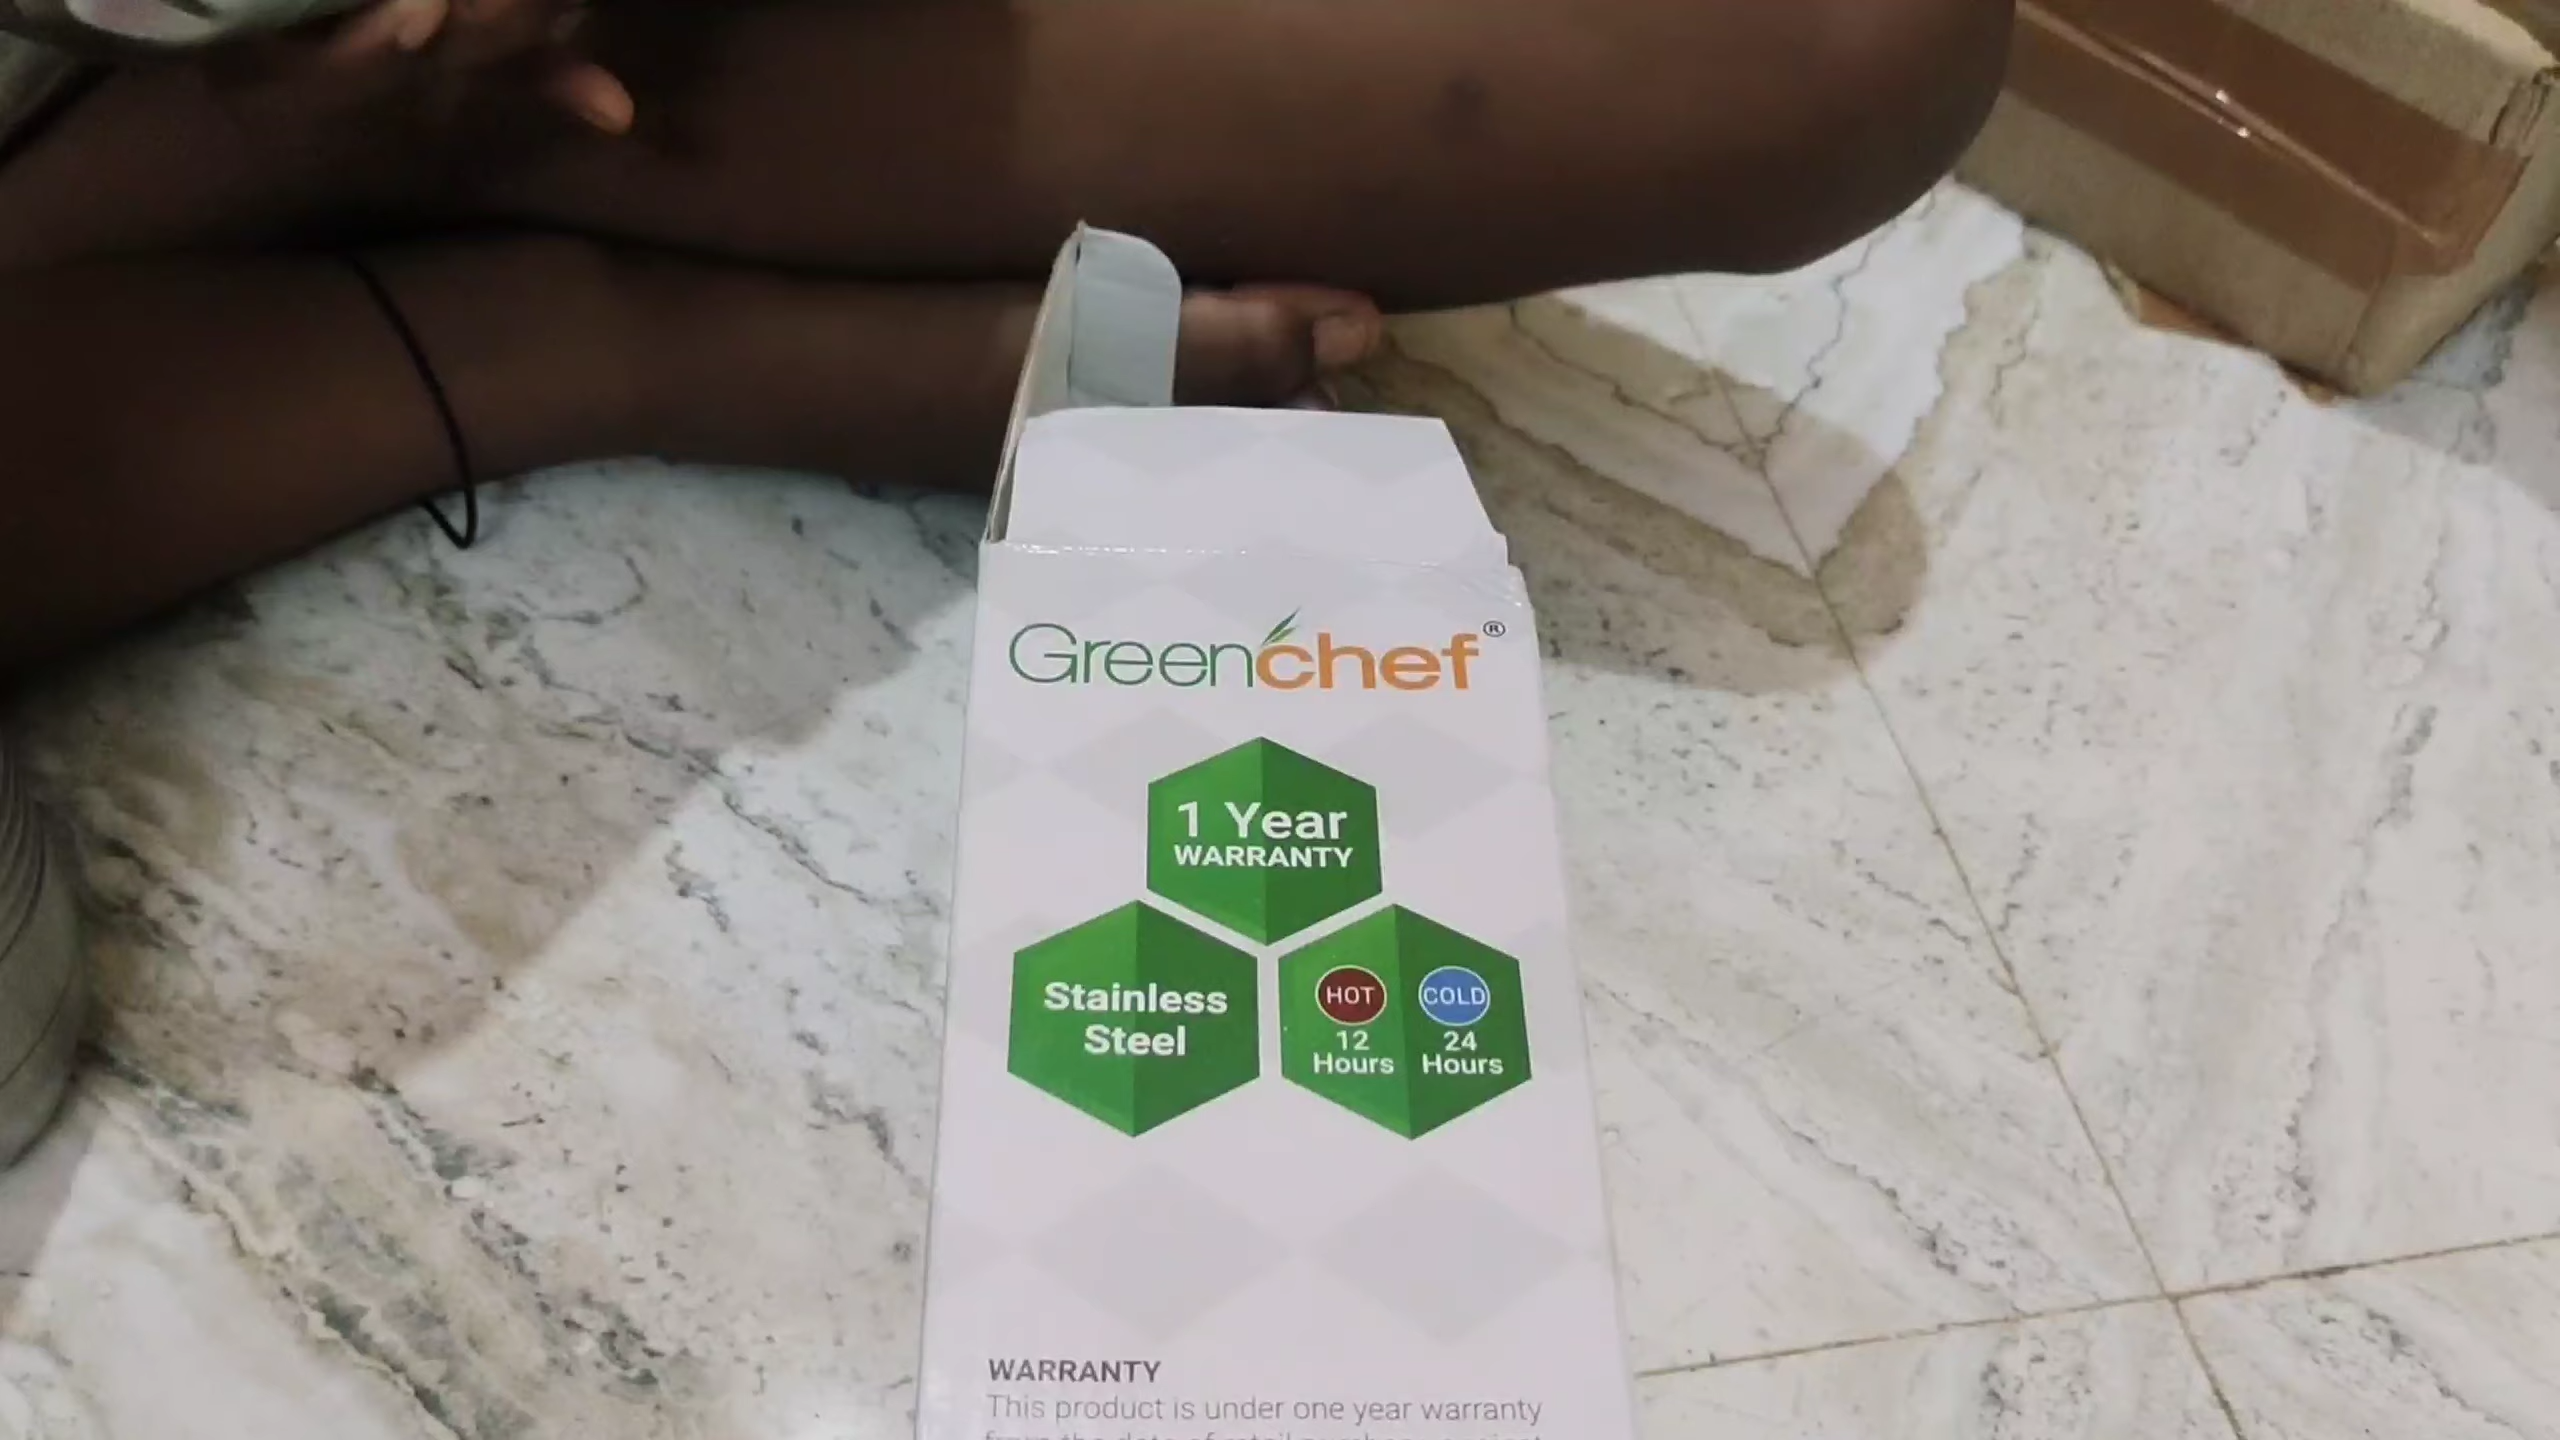 Greenchef®
1 Year
WARRANTY
Stainless
Steel
HOT COLD
12 24
Hours Hours
WARRANTY
This product is under one year warranty